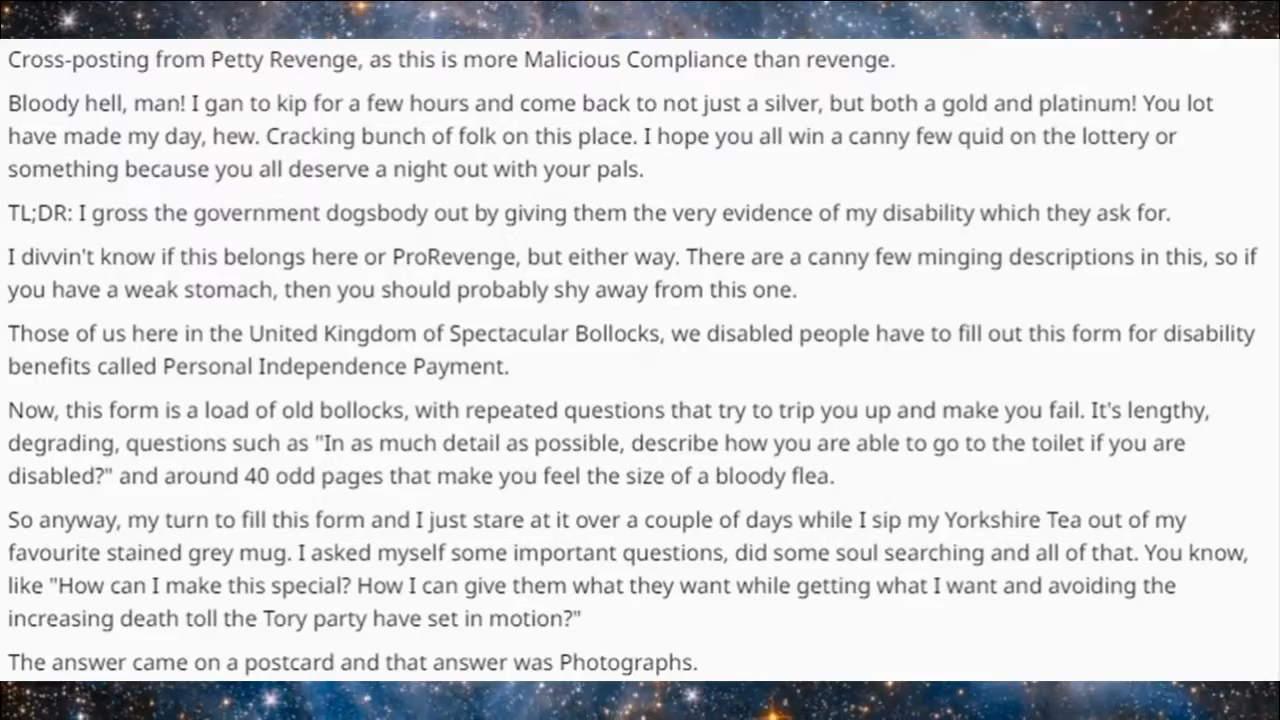 Cross-posting from Petty Revenge, as this is more Malicious Compliance than revenge.
Bloody hell, man! I gan to kip for a few hours and come back to not just a silver, but both a gold and platinum! You lot
have made my day, hew. Cracking bunch of folk on this place. I hope you all win a canny few quid on the lottery or
something because you all deserve a night out with your pals.
TL;DR: I gross the government dogsbody out by giving them the very evidence of my disability which they ask for.
I divvin't know if this belongs here or ProRevenge, but either way. There are a canny few minging descriptions in this, so if
you have a weak stomach, then you should probably shy away from this one.
Those of us here in the United Kingdom of Spectacular Bollocks, we disabled people have to fill out this form for disability
benefits called Personal Independence Payment.
Now, this form is a load of old bollocks, with repeated questions that try to trip you up and make you fail. It's lengthy,
degrading, questions such as "In as much detail as possible, describe how you are able to go to the toilet if you are
disabled?" and around 40 odd pages that make you feel the size of a bloody flea.
So anyway, my turn to fill this form and I just stare at it over a couple of days while I sip my Yorkshire Tea out of my
favourite stained grey mug. I asked myself some important questions, did some soul searching and all of that. You know,
like "How can I make this special? How I can give them what they want while getting what I want and avoiding the
increasing death toll the Tory party have set in motion?"
The answer came on a postcard and that answer was Photographs.